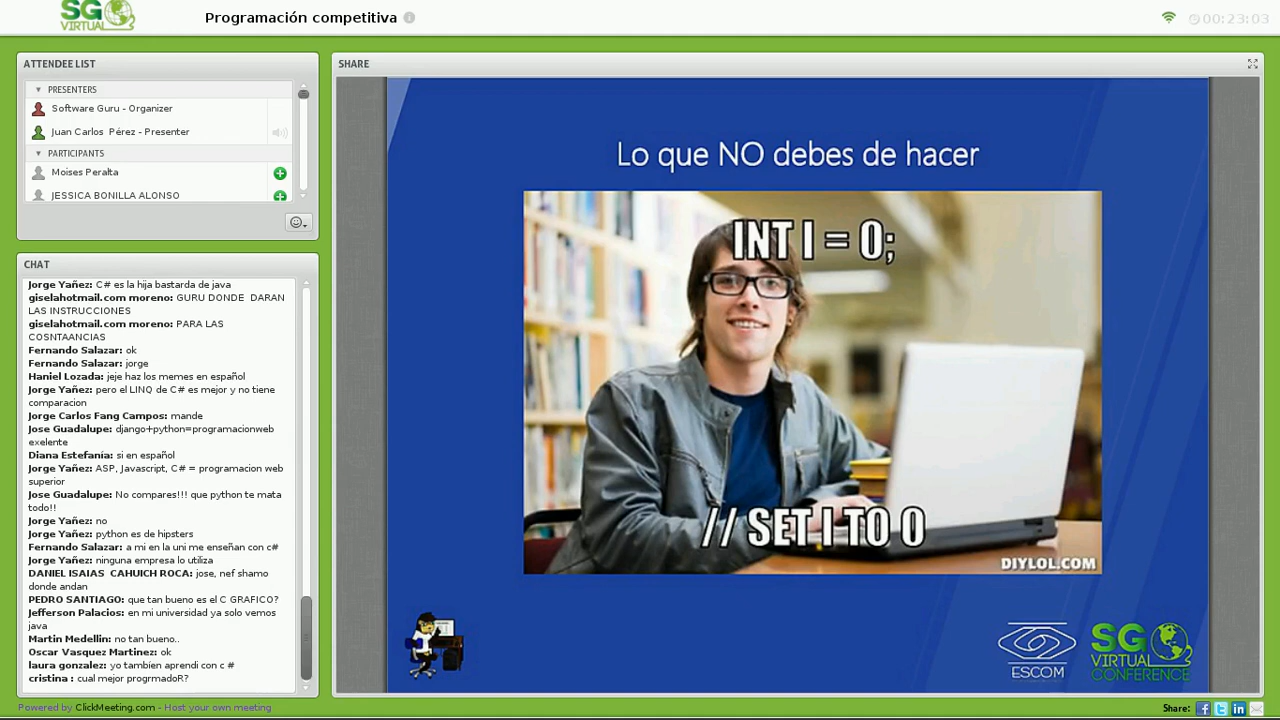 SG
VIRTUAL
Programación competitiva
00:23:03
ATTENDEE LIST
PRESENTERS
Software Guru - Organizer
Juan Carlos Pérez - Presenter
PARTICIPANTS
Moises Peralta
JESSICA BONILLA ALONSO
CHAT
Jorge Yañez: C# es la hija bastarda de java
giselahotmail.com moreno: GURU DONDE DARAN
LAS INSTRUCCIONES
giselahotmail.com moreno: PARA LAS
COSNTAANCIAS
Fernando Salazar: ok
Fernando Salazar: jorge
Haniel Lozada: jeje haz los memes en español
Jorge Yañez: pero el LINQ de C# es mejor y no tiene
comparacion
Jorge Carlos Fang Campos: mande
Jose Guadalupe: django+python=programacionweb
exelente
Diana Estefanía: si en español
Jorge Yañez: ASP, Javascript, C# = programacion web
superior
Jose Guadalupe: No compares!!! que python te mata
todo!!
Jorge Yañez: no
Jorge Yañez: python es de hipsters
Fernando Salazar: a mi en la uni me enseñan con c#
Jorge Yañez: ninguna empresa lo utiliza
DANIEL ISAIAS CAHUICH ROCA: jose, nef shamo
donde andan
PEDRO SANTIAGO: que tan bueno es el C GRAFICO?
Jefferson Palacios: en mi universidad ya solo vemos
java
Martin Medellin: no tan bueno..
Oscar Vasquez Martinez: ok
laura gonzalez: yo tambien aprendi con c #
cristina : cual mejor progrmadoR?
SHARE
Lo que NO debes de hacer
INT I = 0;
// SET I TO 0
DIYLOL.COM
ESCOM
SG
VIRTUAL
CONFERENCE
Powered by ClickMeeting.com - Host your own meeting
Share: